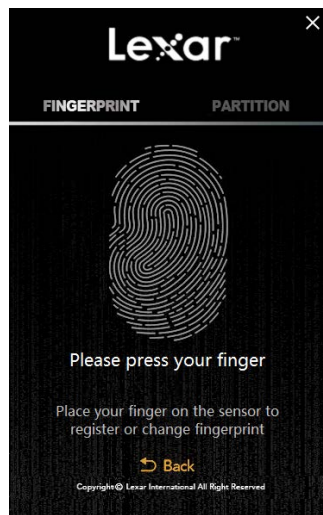 Lexar™
FINGERPRINT PARTITION
Please press your finger
Place your finger on the sensor to
register or change fingerprint
Back
Copyright© Lexar International All Right Reserved